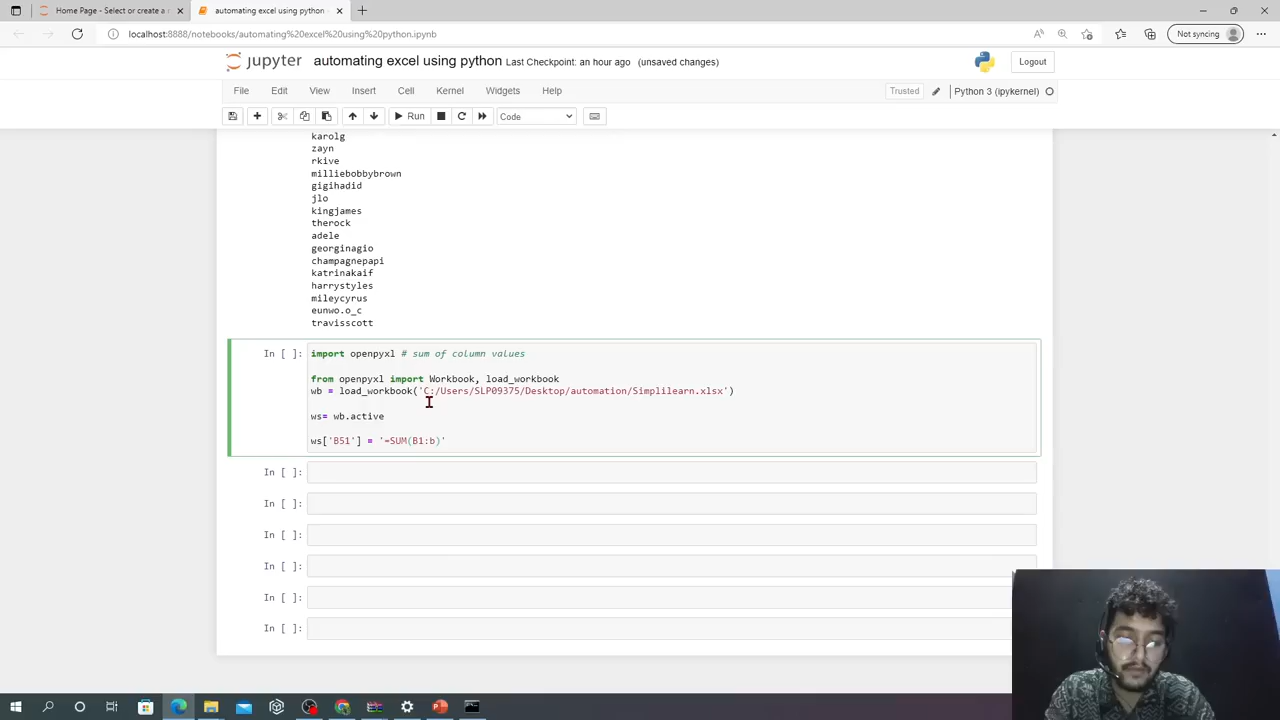 Home Page - Select or create a n
automating excel using python -
localhost:8888/notebooks/automating%20excel%20using%20python.ipynb
Not syncing
jupyter automating excel using python Last Checkpoint: an hour ago (unsaved changes)
Logout
File Edit View Insert Cell Kernel Widgets Help
Trusted Python 3 (ipykernel)
Run Code
karolg
zayn
rkive
milliebobbybrown
gigihadid
jlo
kingjames
therock
adele
georginagio
champagnepapi
katrinakaif
harrystyles
mileycyrus
eunwo.o_c
travisscott
In [ ]: import openpyxl # sum of column values
from openpyxl import Workbook, load_workbook
wb = load_workbook('C:/Users/SLP09375/Desktop/automation/Simplilearn.xlsx')
ws= wb.active
ws['B51'] = '=SUM(B1:b)'
In [ ]:
In [ ]:
In [ ]:
In [ ]:
In [ ]:
In [ ]: